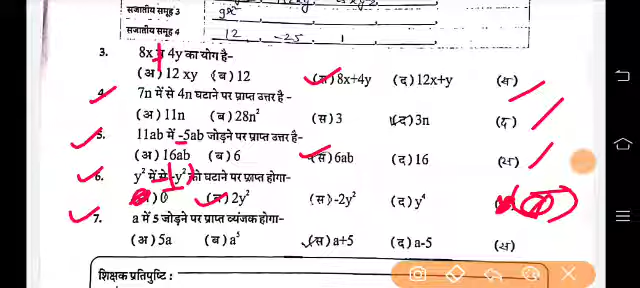 सजातीय समूह 3
सजातीय समूह 4 12 -25 1
3. 8x 4y का योग है-
(अ) 12 xy (ब) 12 (स) 8x+4y (द) 12x+y (स)
4. 7n में से 4n घटाने पर प्राप्त उत्तर है -
(अ) 11n (ब) 28n² (स) 3 (द) 3n (द)
5. 11ab में -5ab जोड़ने पर प्राप्त उत्तर है-
(अ) 16ab (ब) 6 (स) 6ab (द) 16 (स)
6. y² में से -y² को घटाने पर प्राप्त होगा-
0 (ब) 2y² (स) -2y² (द) y⁴
7. a में 5 जोड़ने पर प्राप्त व्यंजक होगा-
(अ) 5a (ब) a⁵ (स) a+5 (द) a-5 (स)
शिक्षक प्रतिपुष्टि :